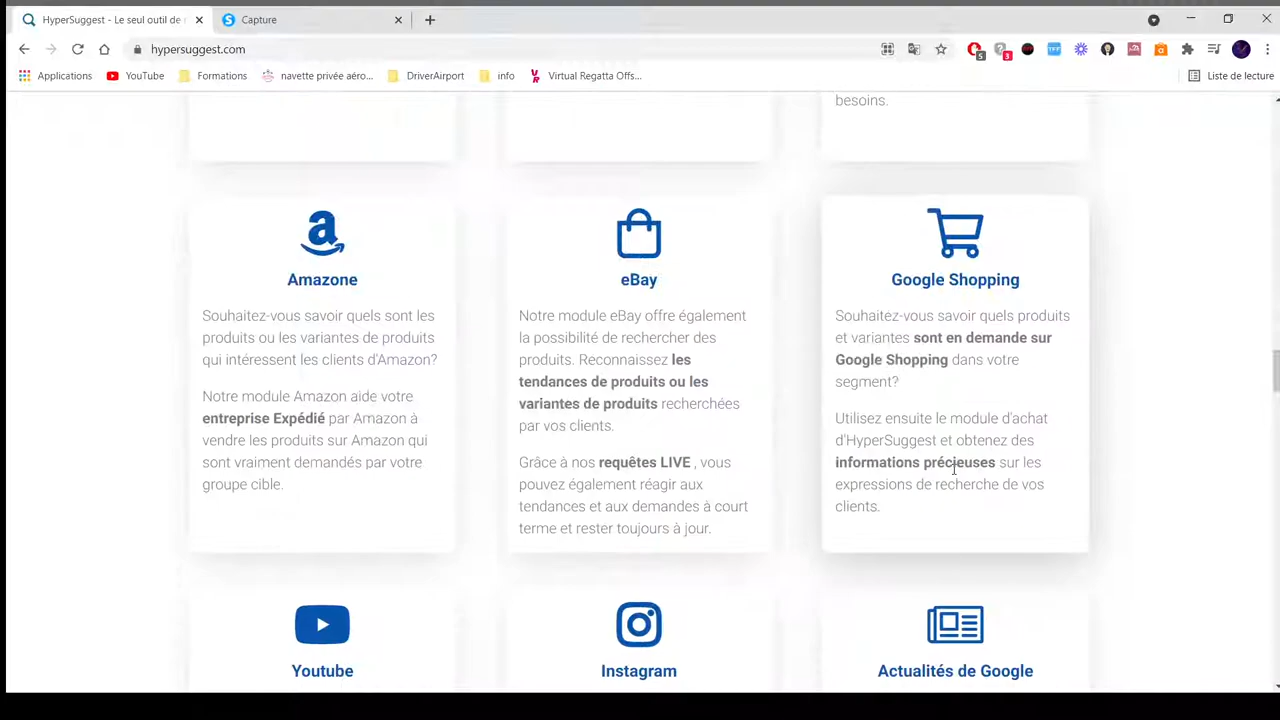 HyperSuggest - Le seul outil de r
Capture
hypersuggest.com
5
3
TFF
Applications
YouTube
Formations
navette privée aéro...
DriverAirport
info
Virtual Regatta Offs...
Liste de lecture
besoins.
Amazone
Souhaitez-vous savoir quels sont les
produits ou les variantes de produits
qui intéressent les clients d'Amazon?
Notre module Amazon aide votre
entreprise Expédié par Amazon à
vendre les produits sur Amazon qui
sont vraiment demandés par votre
groupe cible.
eBay
Notre module eBay offre également
la possibilité de rechercher des
produits. Reconnaissez les
tendances de produits ou les
variantes de produits recherchées
par vos clients.
Grâce à nos requêtes LIVE , vous
pouvez également réagir aux
tendances et aux demandes à court
terme et rester toujours à jour.
Google Shopping
Souhaitez-vous savoir quels produits
et variantes sont en demande sur
Google Shopping dans votre
segment?
Utilisez ensuite le module d'achat
d'HyperSuggest et obtenez des
informations précieuses sur les
expressions de recherche de vos
clients.
Youtube
Instagram
Actualités de Google